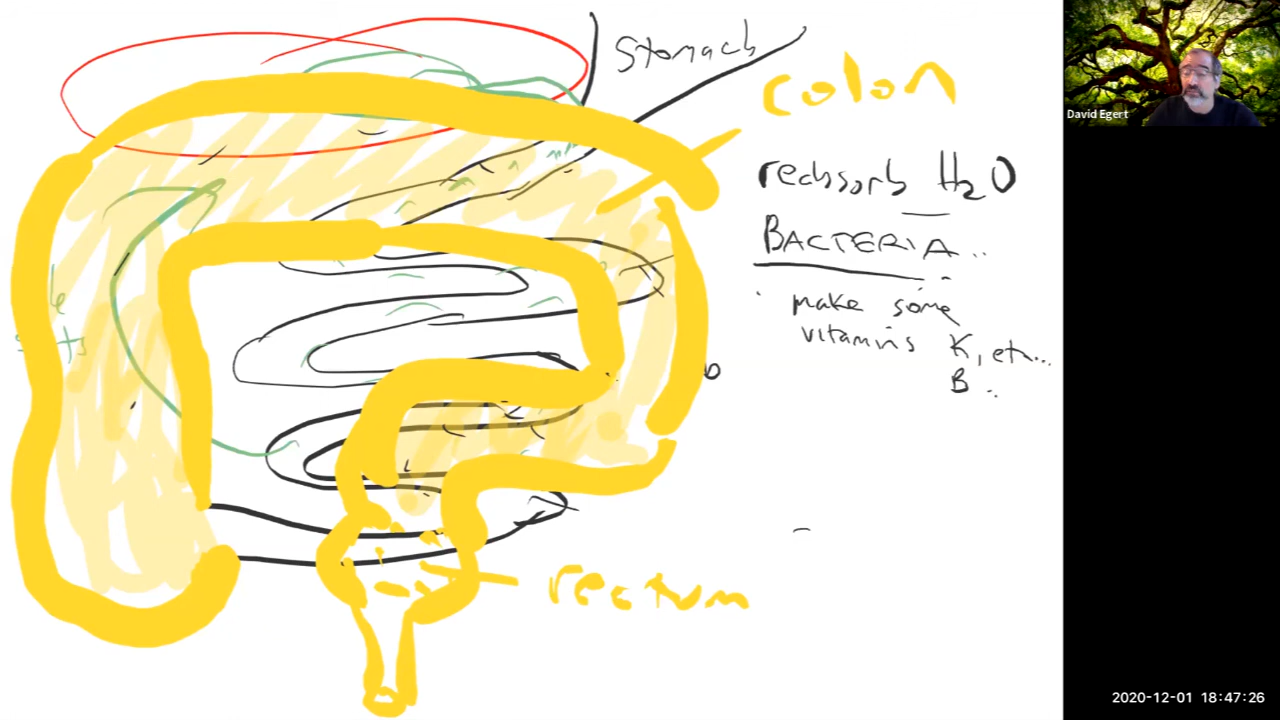 Stomach
colon
reabsorb H₂O
BACTERIA..
make some
vitamins K, etc...
B ..
rectum
David Egert
2020-12-01 18:47:26